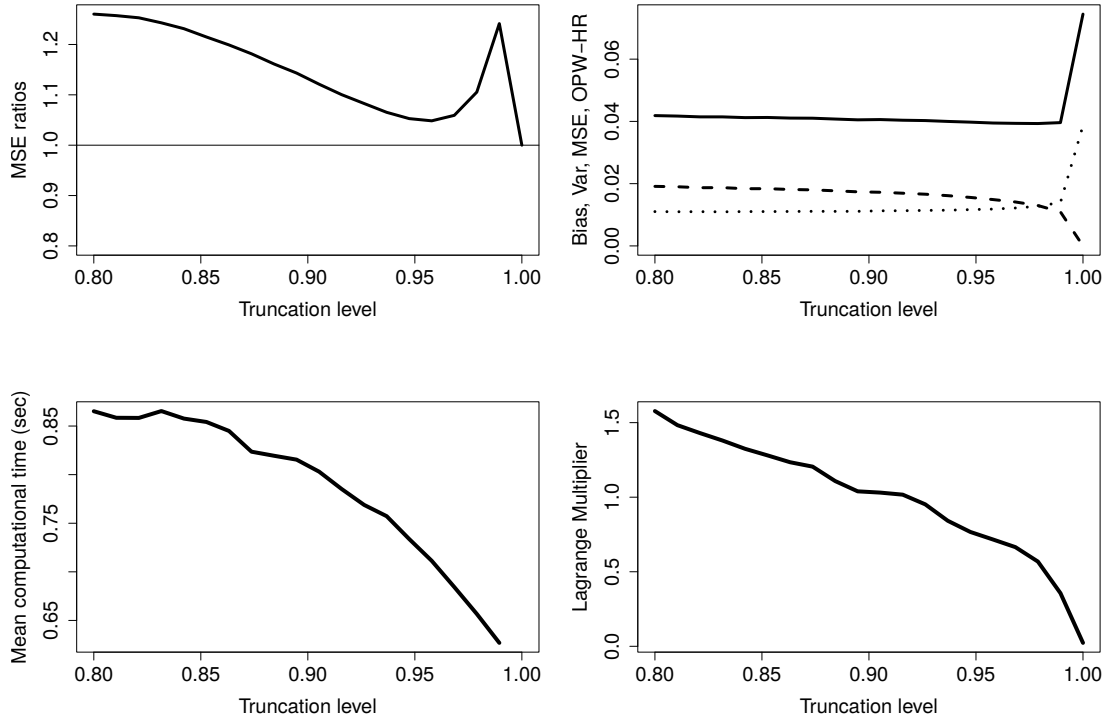 MSE ratios
0.8 0.9 1.0 1.1 1.2
0.80 0.85 0.90 0.95 1.00
Truncation level
Bias, Var, MSE, OPW−HR
0.00 0.02 0.04 0.06
0.80 0.85 0.90 0.95 1.00
Truncation level
Mean computational time (sec)
0.65 0.75 0.85
0.80 0.85 0.90 0.95 1.00
Truncation level
Lagrange Multiplier
0.0 0.5 1.0 1.5
0.80 0.85 0.90 0.95 1.00
Truncation level